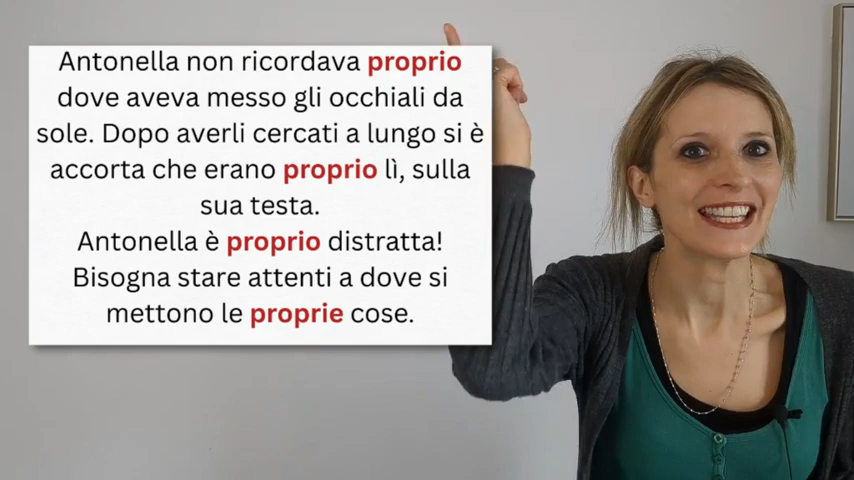 Antonella non ricordava proprio
dove aveva messo gli occhiali da
sole. Dopo averli cercati a lungo si è
accorta che erano proprio lì, sulla
sua testa.
Antonella è proprio distratta!
Bisogna stare attenti a dove si
mettono le proprie cose.